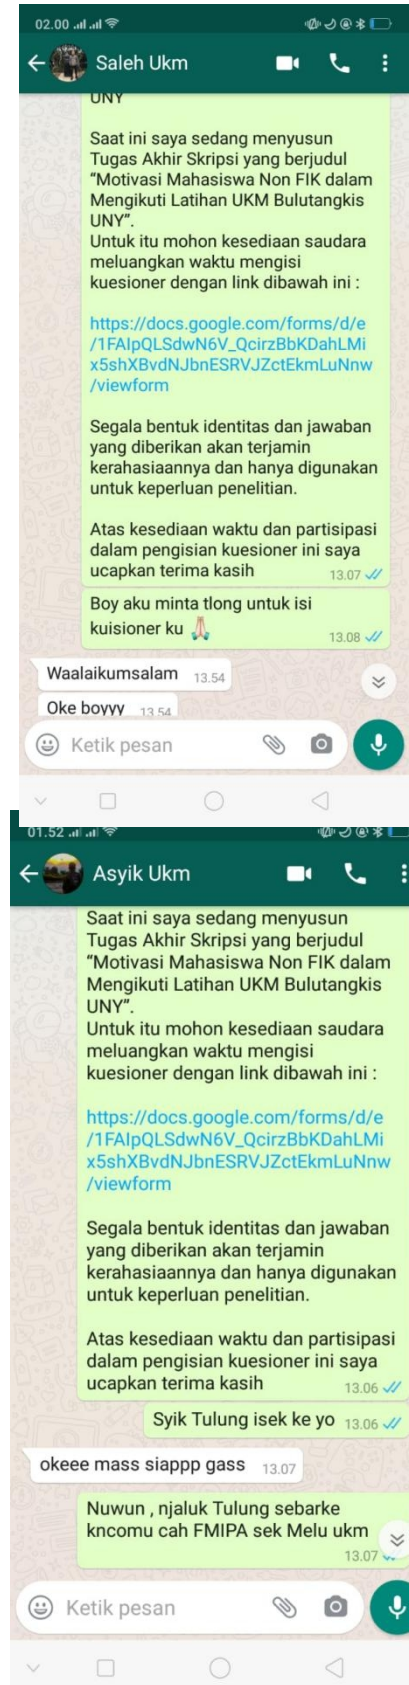 02.00
Saleh Ukm
UNY
Saat ini saya sedang menyusun
Tugas Akhir Skripsi yang berjudul
“Motivasi Mahasiswa Non FIK dalam
Mengikuti Latihan UKM Bulutangkis
UNY”.
Untuk itu mohon kesediaan saudara
meluangkan waktu mengisi
kuesioner dengan link dibawah ini :
https://docs.google.com/forms/d/e
/1FAIpQLSdwN6V_QcirzBbKDahLMi
x5shXBvdNJbnESRVJZctEkmLuNnw
/viewform
Segala bentuk identitas dan jawaban
yang diberikan akan terjamin
kerahasiaannya dan hanya digunakan
untuk keperluan penelitian.
Atas kesediaan waktu dan partisipasi
dalam pengisian kuesioner ini saya
ucapkan terima kasih 13.07
Boy aku minta tlong untuk isi
kuisioner ku 🙏 13.08
Waalaikumsalam 13.54
Oke boyyy 13.54
Ketik pesan
01.52
Asyik Ukm
Saat ini saya sedang menyusun
Tugas Akhir Skripsi yang berjudul
“Motivasi Mahasiswa Non FIK dalam
Mengikuti Latihan UKM Bulutangkis
UNY”.
Untuk itu mohon kesediaan saudara
meluangkan waktu mengisi
kuesioner dengan link dibawah ini :
https://docs.google.com/forms/d/e
/1FAIpQLSdwN6V_QcirzBbKDahLMi
x5shXBvdNJbnESRVJZctEkmLuNnw
/viewform
Segala bentuk identitas dan jawaban
yang diberikan akan terjamin
kerahasiaannya dan hanya digunakan
untuk keperluan penelitian.
Atas kesediaan waktu dan partisipasi
dalam pengisian kuesioner ini saya
ucapkan terima kasih 13.06
Syik Tulung isek ke yo 13.06
okeee mass siappp gass 13.07
Nuwun , njaluk Tulung sebarke
kncomu cah FMIPA sek Melu ukm
13.07
Ketik pesan